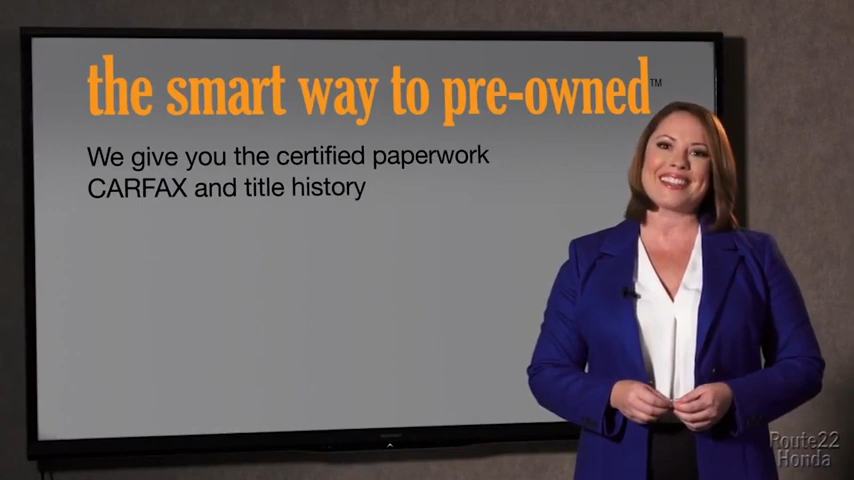 the smart way to pre-owned™
We give you the certified paperwork
CARFAX and title history
Route22
Honda